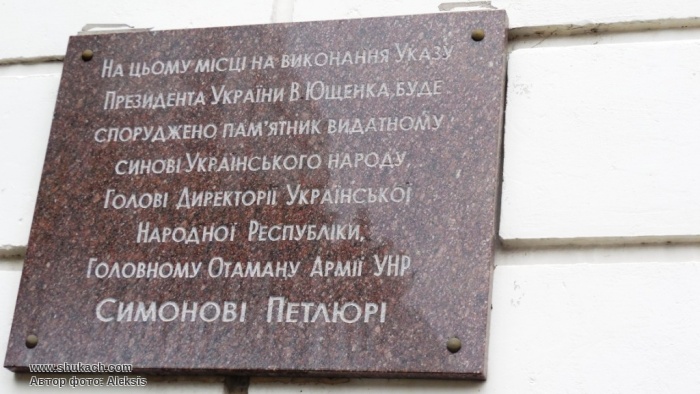 На цьому місці на виконання Указу
Президента України В.Ющенка, буде
споруджено пам'ятник видатному
синові Українського народу,
Голові Директорії Української
Народної Республіки,
Головному Отаману Армії УНР
Симонові Петлюрі
www.shukach.com
Автор фото: Aleksis